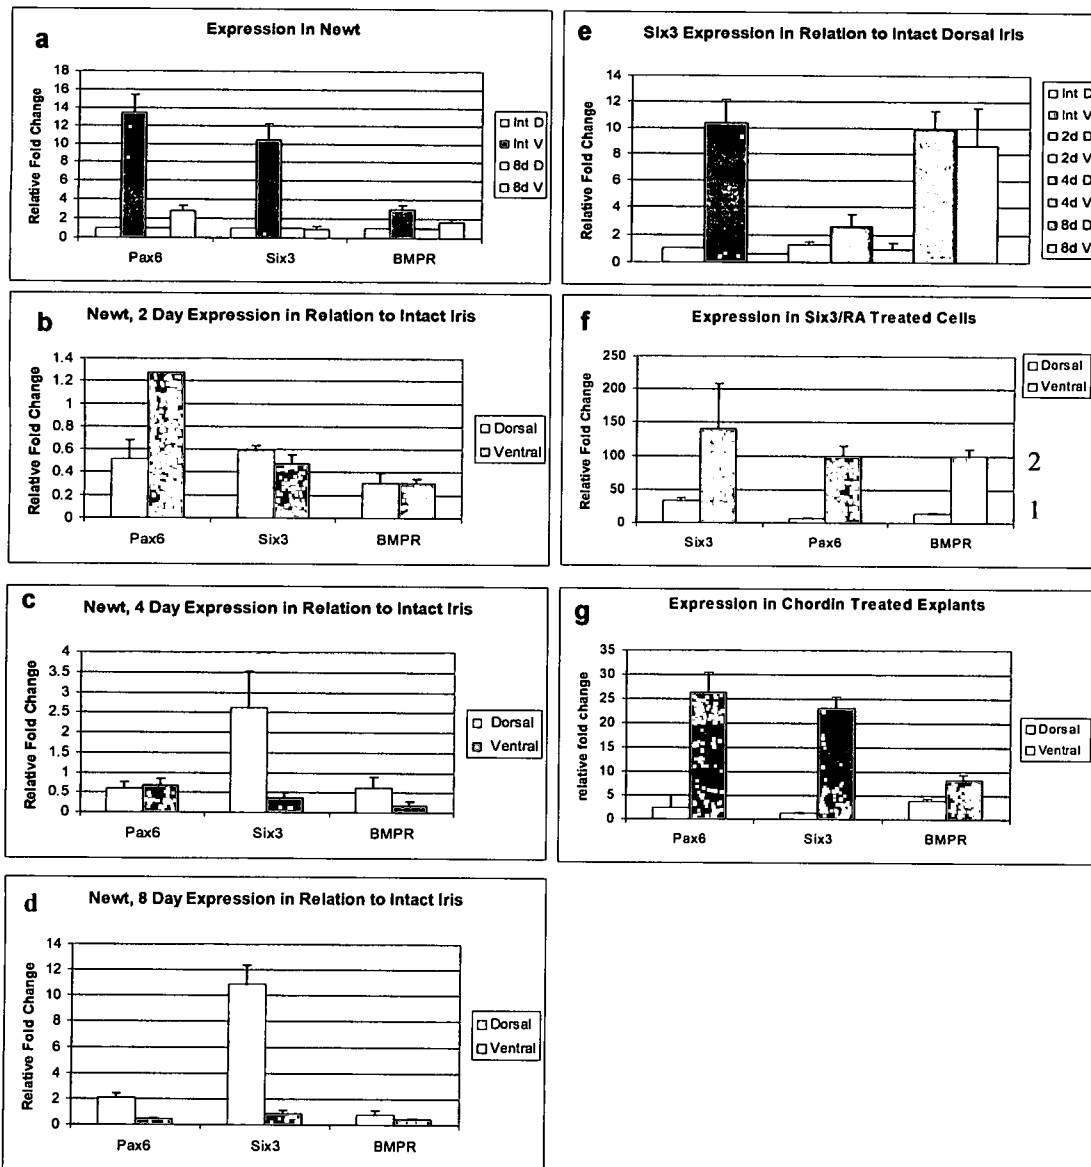 a
Expression in Newt
Relative Fold Change
18
16
14
12
10
8
6
4
2
0
Pax6
Six3
BMPR
Int D
Int V
8d D
8d V
b
Newt, 2 Day Expression in Relation to Intact Iris
Relative Fold Change
1.4
1.2
1
0.8
0.6
0.4
0.2
0
Pax6
Six3
BMPR
Dorsal
Ventral
c
Newt, 4 Day Expression in Relation to Intact Iris
Relative Fold Change
4
3.5
3
2.5
2
1.5
1
0.5
0
Pax6
Six3
BMPR
Dorsal
Ventral
d
Newt, 8 Day Expression in Relation to Intact Iris
Relative Fold Change
14
12
10
8
6
4
2
0
Pax6
Six3
BMPR
Dorsal
Ventral
e
Six3 Expression in Relation to Intact Dorsal Iris
Relative Fold Change
14
12
10
8
6
4
2
0
Int D
Int V
2d D
2d V
4d D
4d V
8d D
8d V
f
Expression in Six3/RA Treated Cells
Relative Fold Change
250
200
150
100
50
0
Six3
Pax6
BMPR
Dorsal
Ventral
2
1
g
Expression in Chordin Treated Explants
relative fold change
35
30
25
20
15
10
5
0
Pax6
Six3
BMPR
Dorsal
Ventral